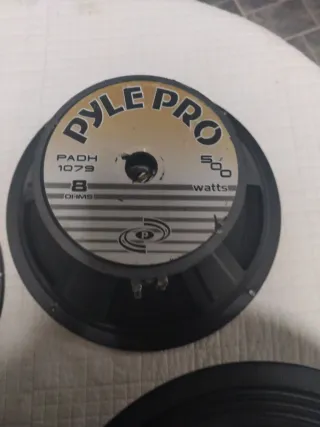 PYLE PRO
PADH
1079
500
watts
8
OHMS
P